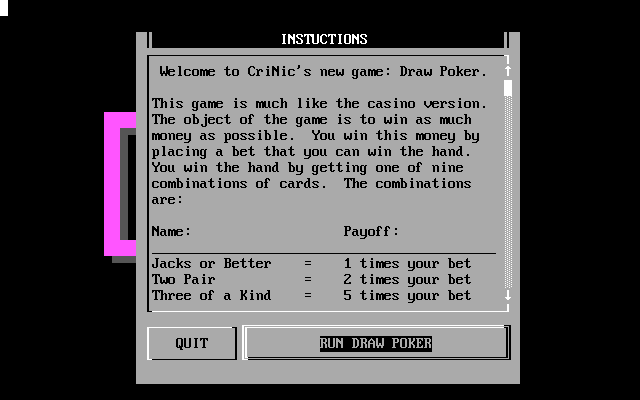 INSTUCTIONS
Welcome to CriNic's new game: Draw Poker.
This game is much like the casino version.
The object of the game is to win as much
money as possible.  You win this money by
placing a bet that you can win the hand.
You win the hand by getting one of nine
combinations of cards.  The combinations
are:
Name: Payoff:
Jacks or Better = 1 times your bet
Two Pair = 2 times your bet
Three of a Kind = 5 times your bet
QUIT RUN DRAW POKER